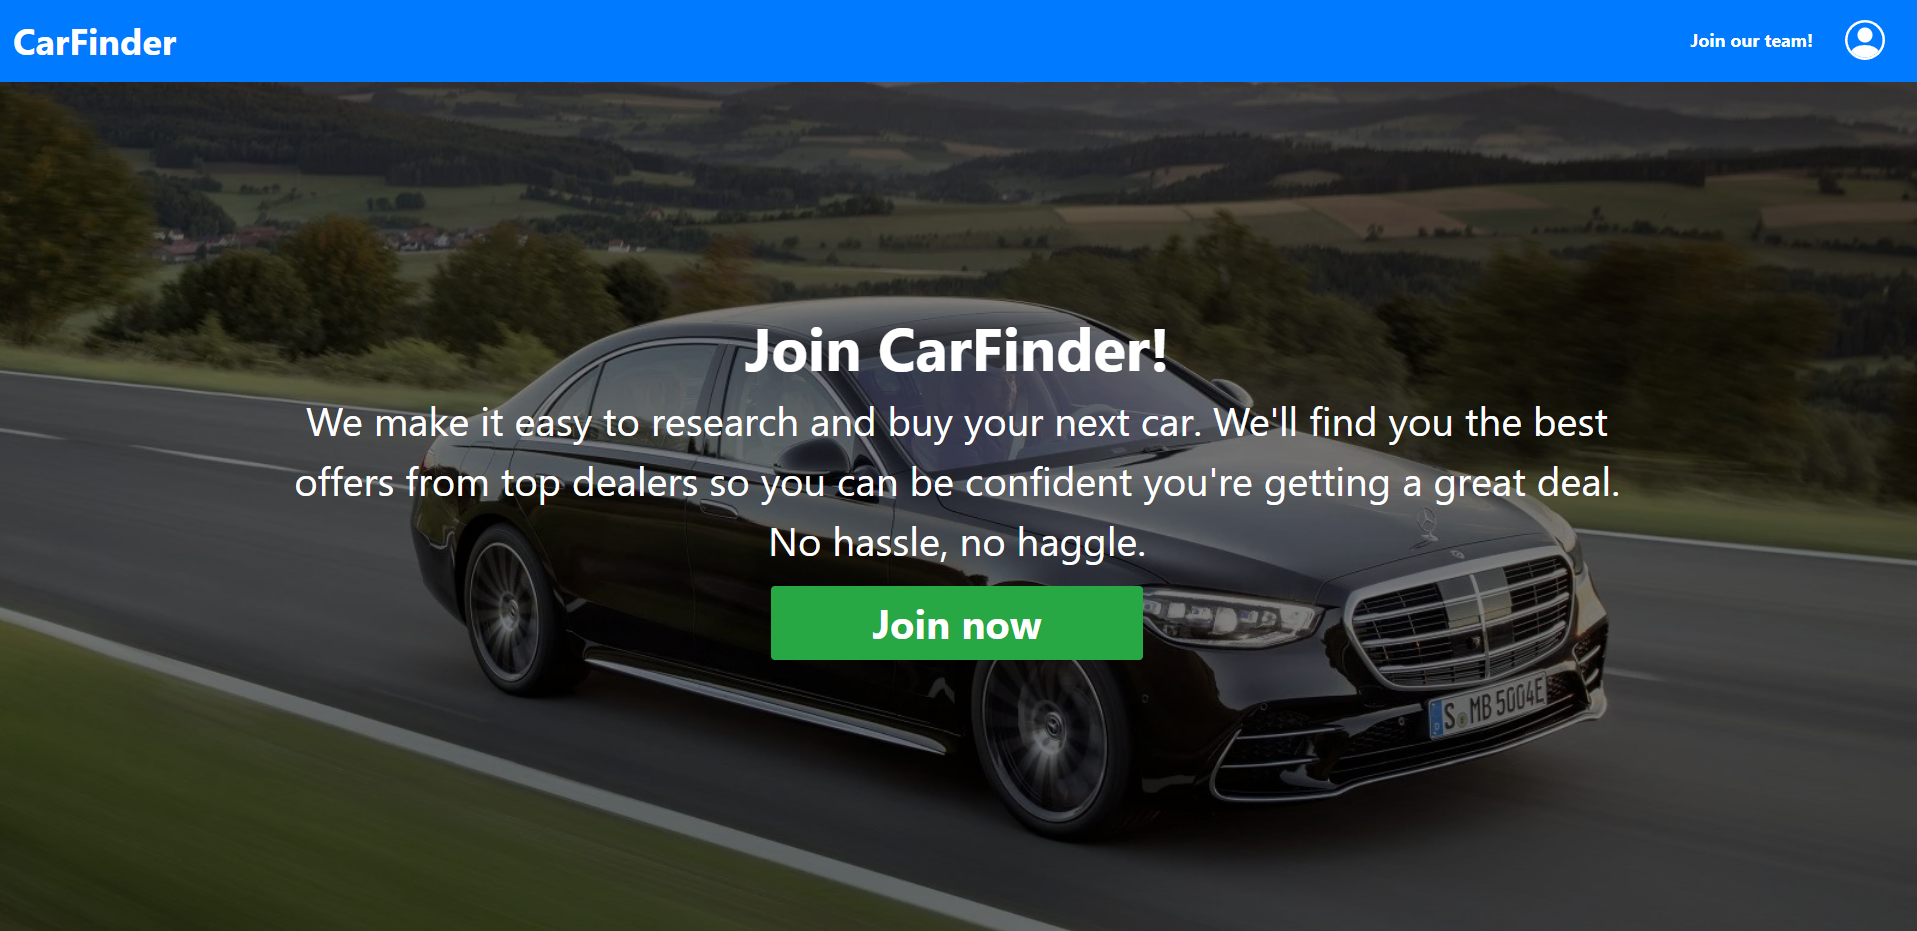 CarFinder
Join our team!
Join CarFinder!
We make it easy to research and buy your next car. We'll find you the best
offers from top dealers so you can be confident you're getting a great deal.
No hassle, no haggle.
Join now
S MB 5004E